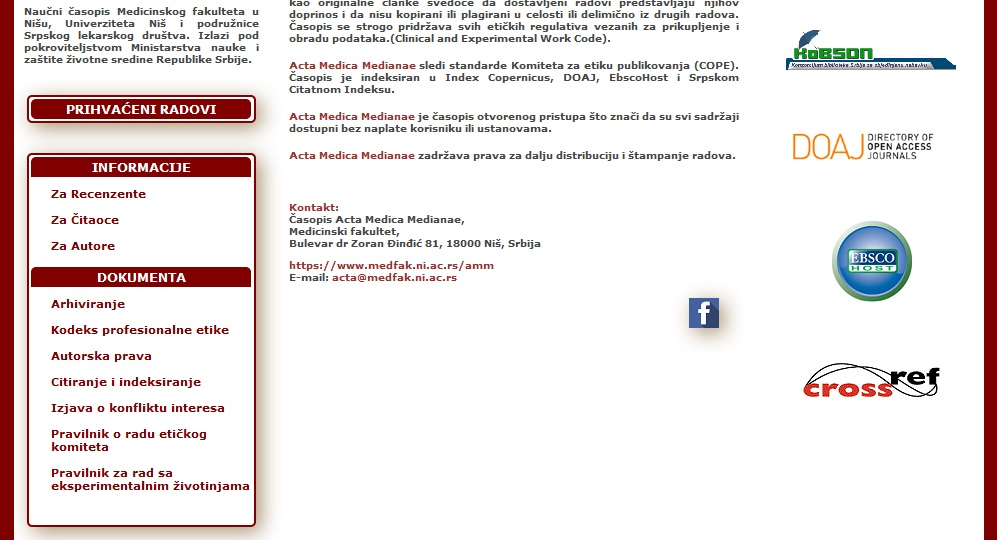 Naučni časopis Medicinskog fakulteta u
Nišu, Univerziteta Niš i podružnice
Srpskog lekarskog društva. Izlazi pod
pokroviteljstvom Ministarstva nauke i
zaštite životne sredine Republike Srbije.
PRIHVAĆENI RADOVI
INFORMACIJE
Za Recenzente
Za Čitaoce
Za Autore
DOKUMENTA
Arhiviranje
Kodeks profesionalne etike
Autorska prava
Citiranje i indeksiranje
Izjava o konfliktu interesa
Pravilnik o radu etičkog
komiteta
Pravilnik za rad sa
eksperimentalnim životinjama
kao originalne članke svedoče da dostavljeni radovi predstavljaju njihov
doprinos i da nisu kopirani ili plagirani u celosti ili delimično iz drugih radova.
Časopis se strogo pridržava svih etičkih regulativa vezanih za prikupljenje i
obradu podataka.(Clinical and Experimental Work Code).
Acta Medica Medianae sledi standarde Komiteta za etiku publikovanja (COPE).
Časopis je indeksiran u Index Copernicus, DOAJ, EbscoHost i Srpskom
Citatnom Indeksu.
Acta Medica Medianae je časopis otvorenog pristupa što znači da su svi sadržaji
dostupni bez naplate korisniku ili ustanovama.
Acta Medica Medianae zadržava prava za dalju distribuciju i štampanje radova.
Kontakt:
Časopis Acta Medica Medianae,
Medicinski fakultet,
Bulevar dr Zoran Đinđić 81, 18000 Niš, Srbija
https://www.medfak.ni.ac.rs/amm
E-mail: acta@medfak.ni.ac.rs
f
KoBSON
Konzorcijum biblioteka Srbije za objedinjenu nabavku
DOAJ DIRECTORY OF
OPEN ACCESS
JOURNALS
EBSCO
HOST
crossref